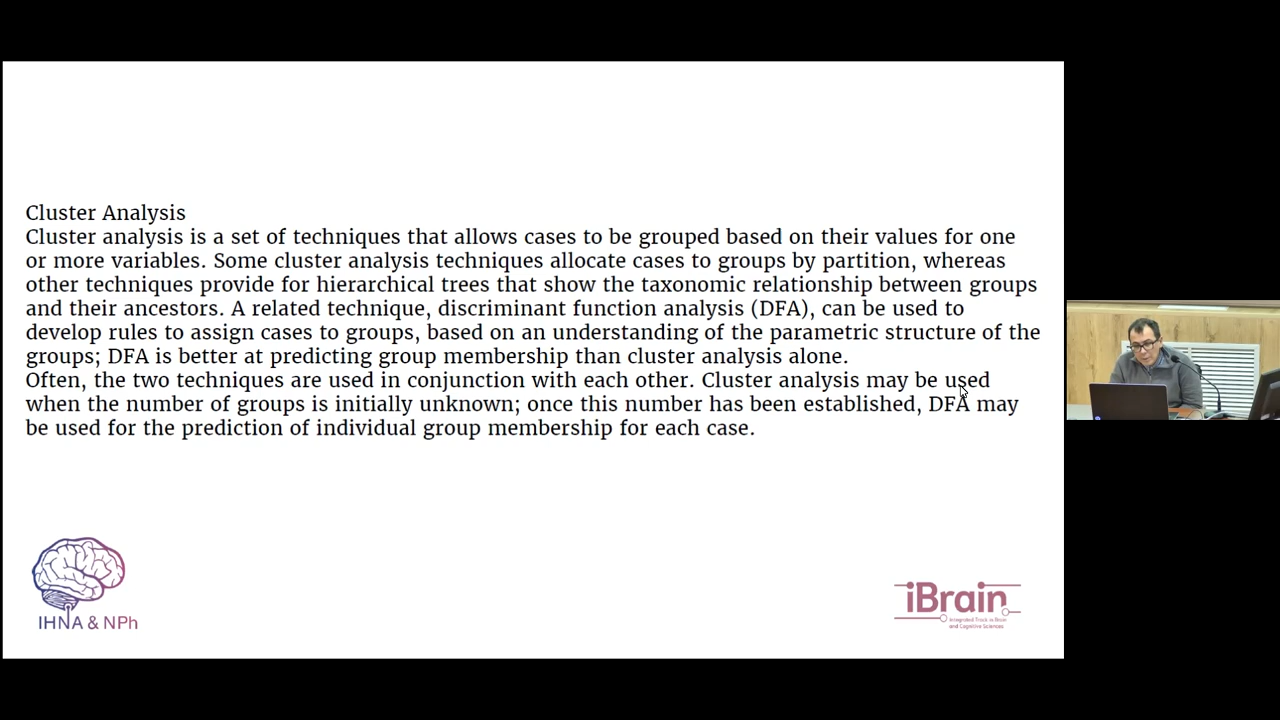 Cluster Analysis
Cluster analysis is a set of techniques that allows cases to be grouped based on their values for one
or more variables. Some cluster analysis techniques allocate cases to groups by partition, whereas
other techniques provide for hierarchical trees that show the taxonomic relationship between groups
and their ancestors. A related technique, discriminant function analysis (DFA), can be used to
develop rules to assign cases to groups, based on an understanding of the parametric structure of the
groups; DFA is better at predicting group membership than cluster analysis alone.
Often, the two techniques are used in conjunction with each other. Cluster analysis may be used
when the number of groups is initially unknown; once this number has been established, DFA may
be used for the prediction of individual group membership for each case.
IHNA & NPh
iBrain
Integrated Track in Brain
and Cognitive Sciences